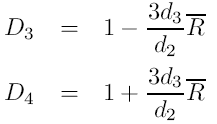 $D_3 = 1 - \frac{3d_3}{d_2}\overline{R}$
$D_4 = 1 + \frac{3d_3}{d_2}\overline{R}$